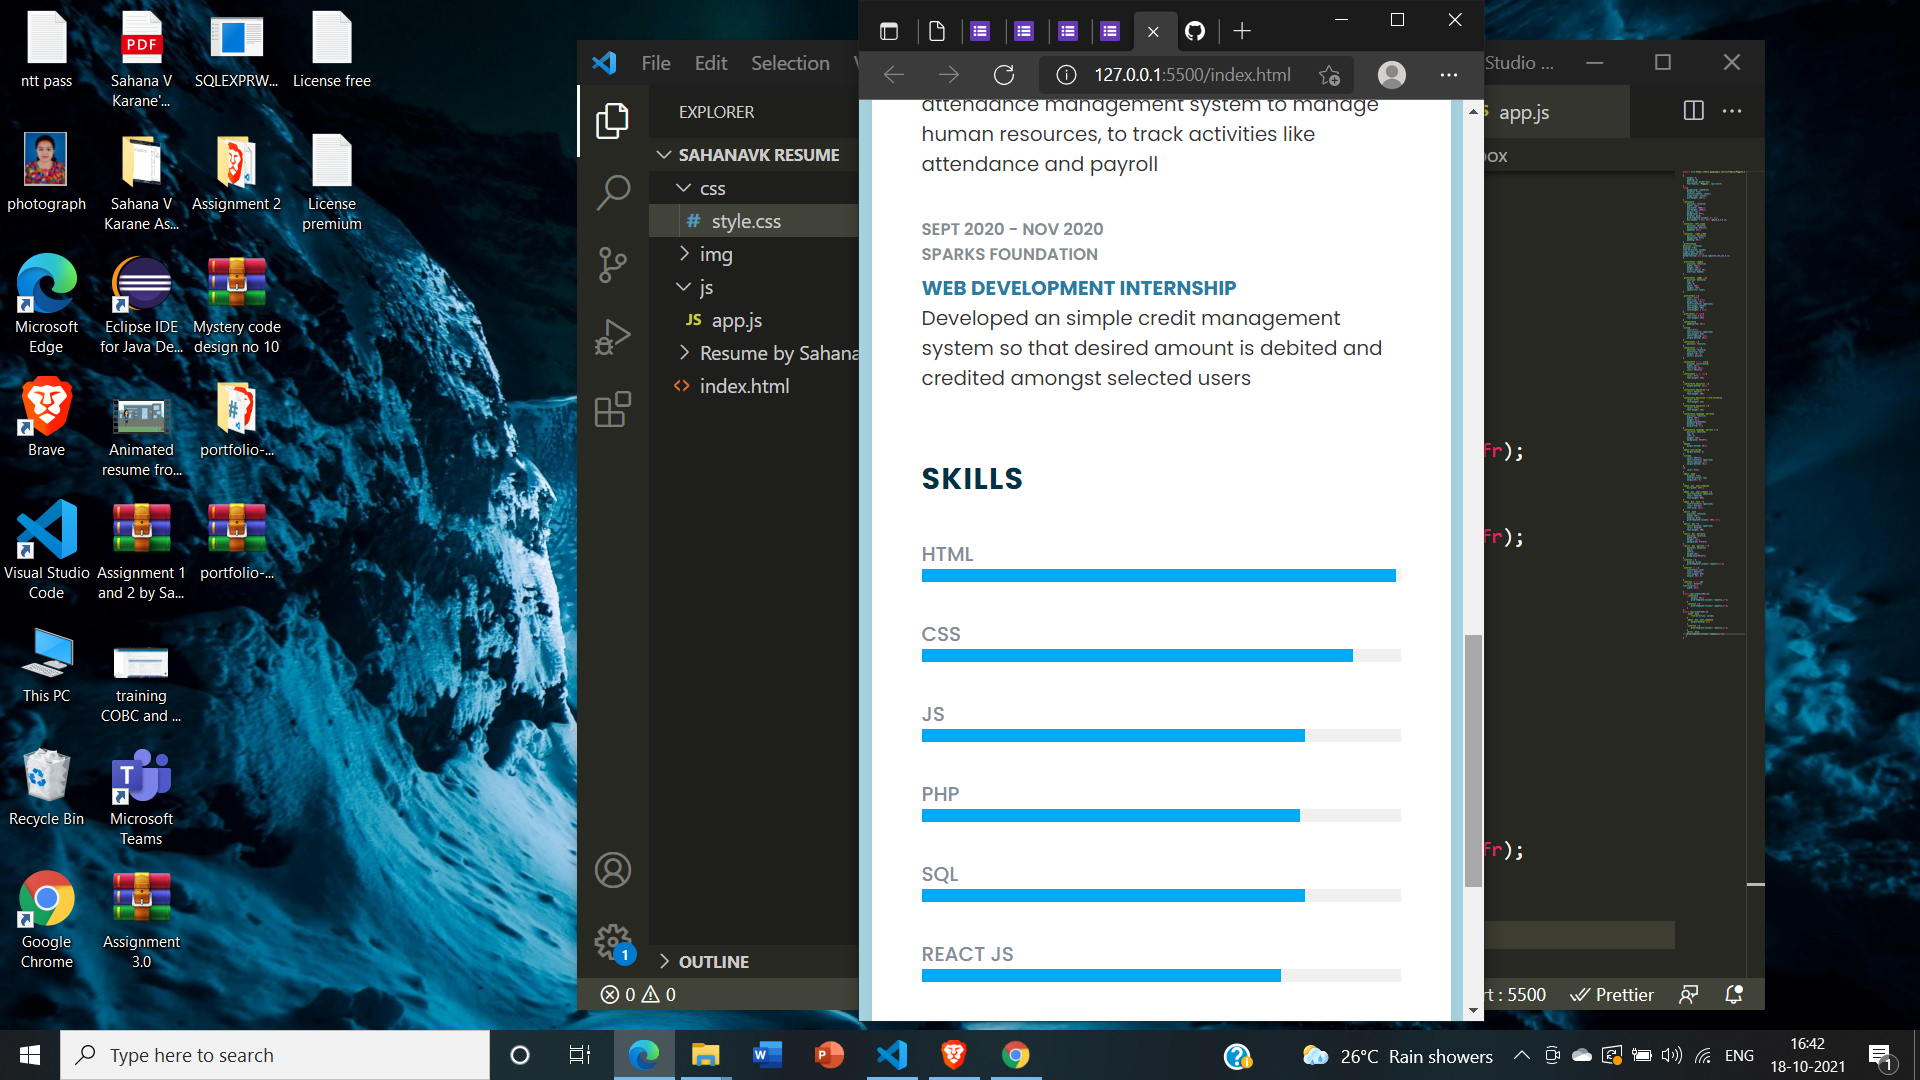 ntt pass
Sahana V
Karane'...
SQLEXPRW...
License free
photograph
Sahana V
Karane As...
Assignment 2
License
premium
Microsoft
Edge
Eclipse IDE
for Java De...
Mystery code
design no 10
Brave
Animated
resume fro...
portfolio-...
Visual Studio
Code
Assignment 1
and 2 by Sa...
portfolio-...
This PC
training
COBC and ...
Recycle Bin
Microsoft
Teams
Google
Chrome
Assignment
3.0
File Edit Selection
EXPLORER
SAHANAVK RESUME
css
# style.css
img
js
JS app.js
Resume by Sahana
<> index.html
OUTLINE
1
0 0
127.0.0.1:5500/index.html
attendance management system to manage
human resources, to track activities like
attendance and payroll
SEPT 2020 - NOV 2020
SPARKS FOUNDATION
WEB DEVELOPMENT INTERNSHIP
Developed an simple credit management
system so that desired amount is debited and
credited amongst selected users
SKILLS
HTML
CSS
JS
PHP
SQL
REACT JS
Studio ...
app.js
fr);
fr);
fr);
: 5500 Prettier
Type here to search
26°C Rain showers
ENG
16:42
18-10-2021
1